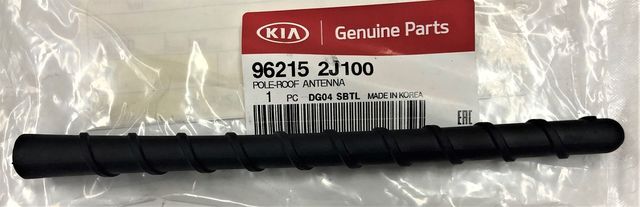 KIA Genuine Parts
96215 2J100
POLE-ROOF ANTENNA
1 PC DG04 SBTL MADE IN KOREA
EAC